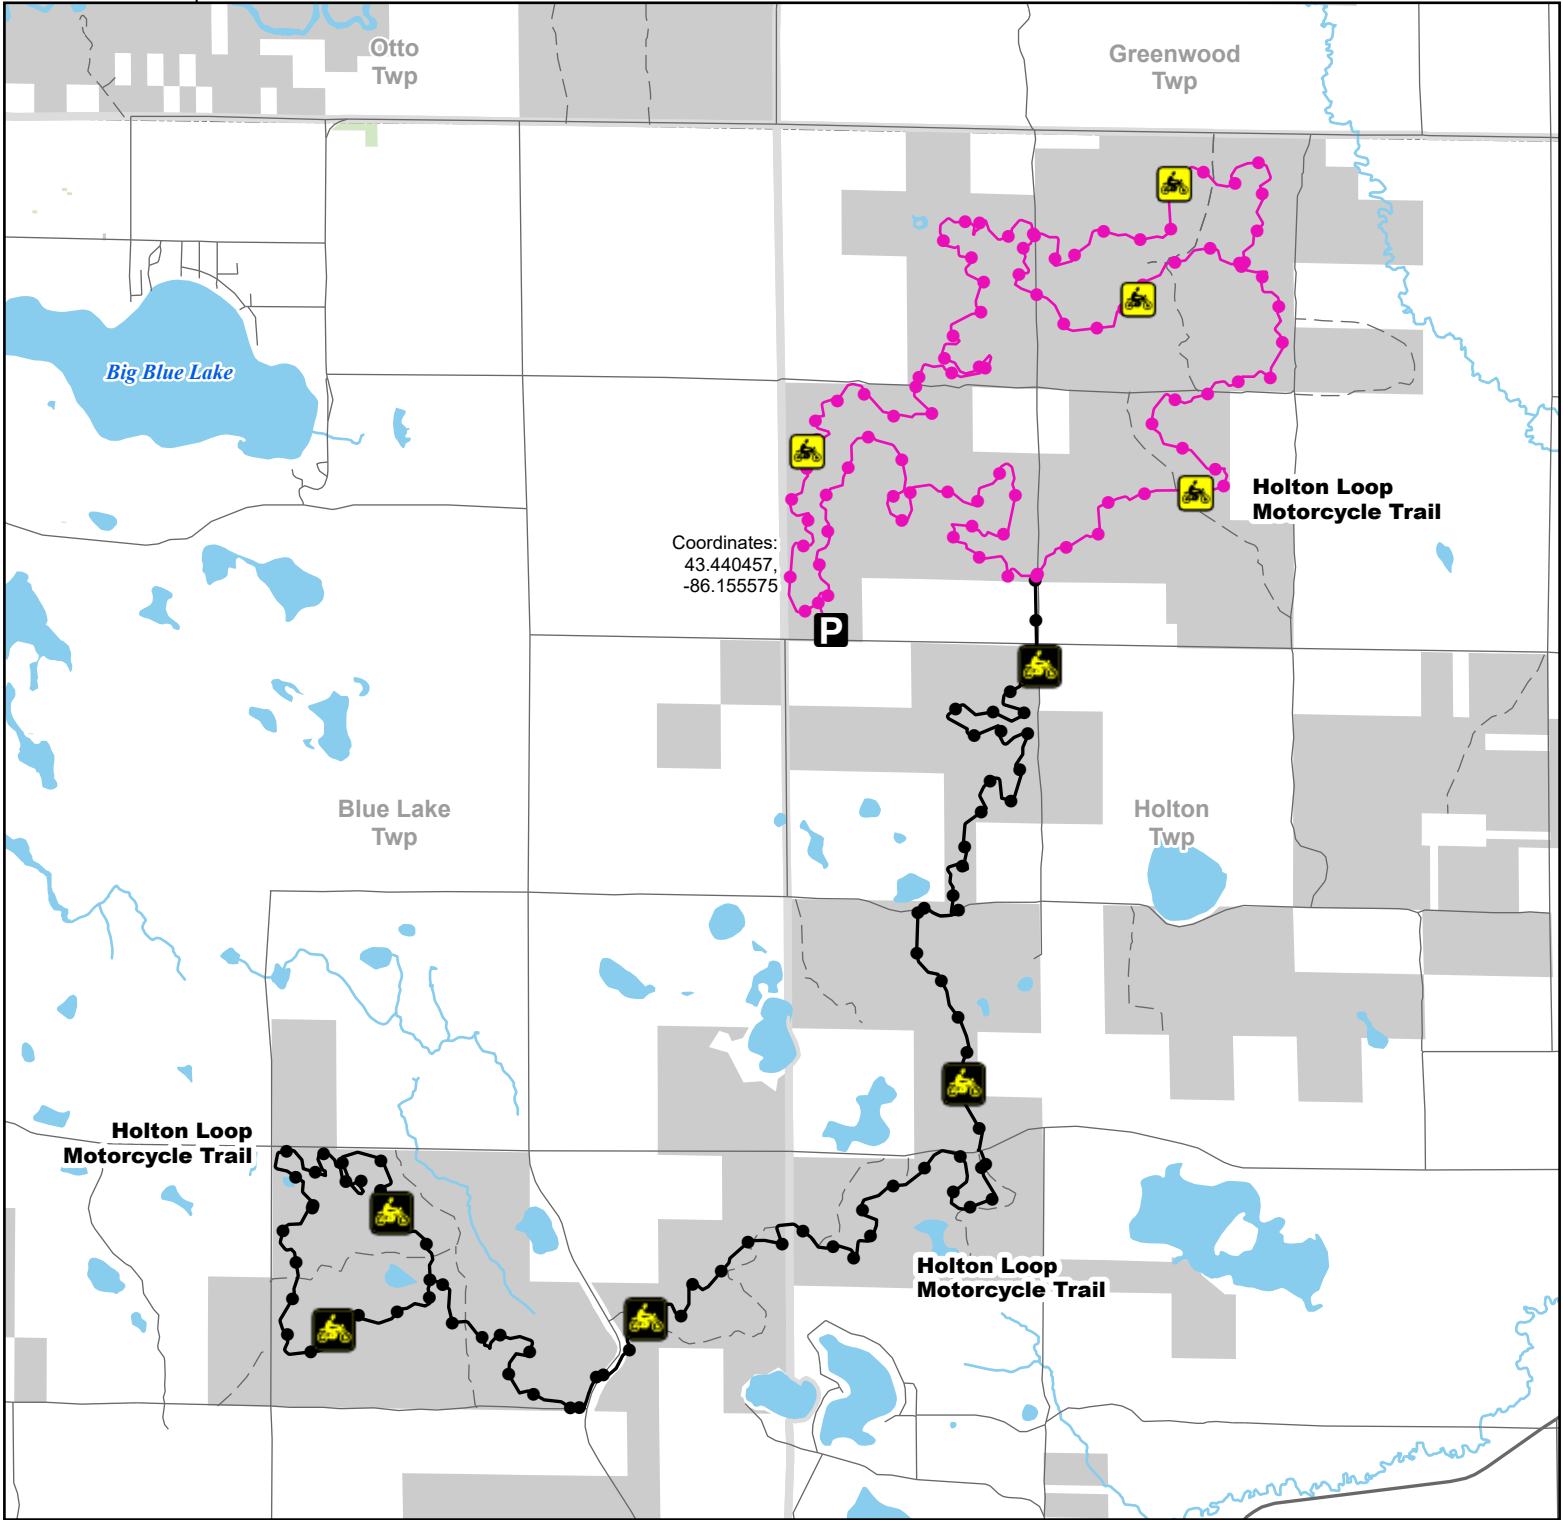 Otto
Twp
Greenwood
Twp
Big Blue Lake
Holton Loop
Motorcycle Trail
Coordinates:
43.440457,
-86.155575
P
Blue Lake
Twp
Holton
Twp
Holton Loop
Motorcycle Trail
Holton Loop
Motorcycle Trail